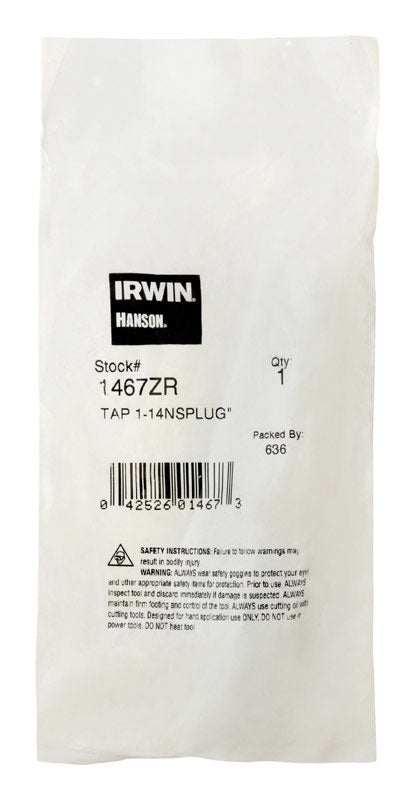 IRWIN®
HANSON®
Stock#
1467ZR
Qty:
1
TAP 1-14NSPLUG"
Packed By:
636
0 42526 01467 3
SAFETY INSTRUCTIONS: Failure to follow warnings may
result in bodily injury
WARNING: ALWAYS wear safety goggles to protect your eyes
and other appropriate safety items for protection. Prior to use ALWAYS
inspect tool and discard immediately if damage is suspected. ALWAYS
maintain firm footing and control of the tool. ALWAYS use cutting oil with
cutting tools. Designed for hand application use ONLY, DO NOT use in
power tools. DO NOT heat tool